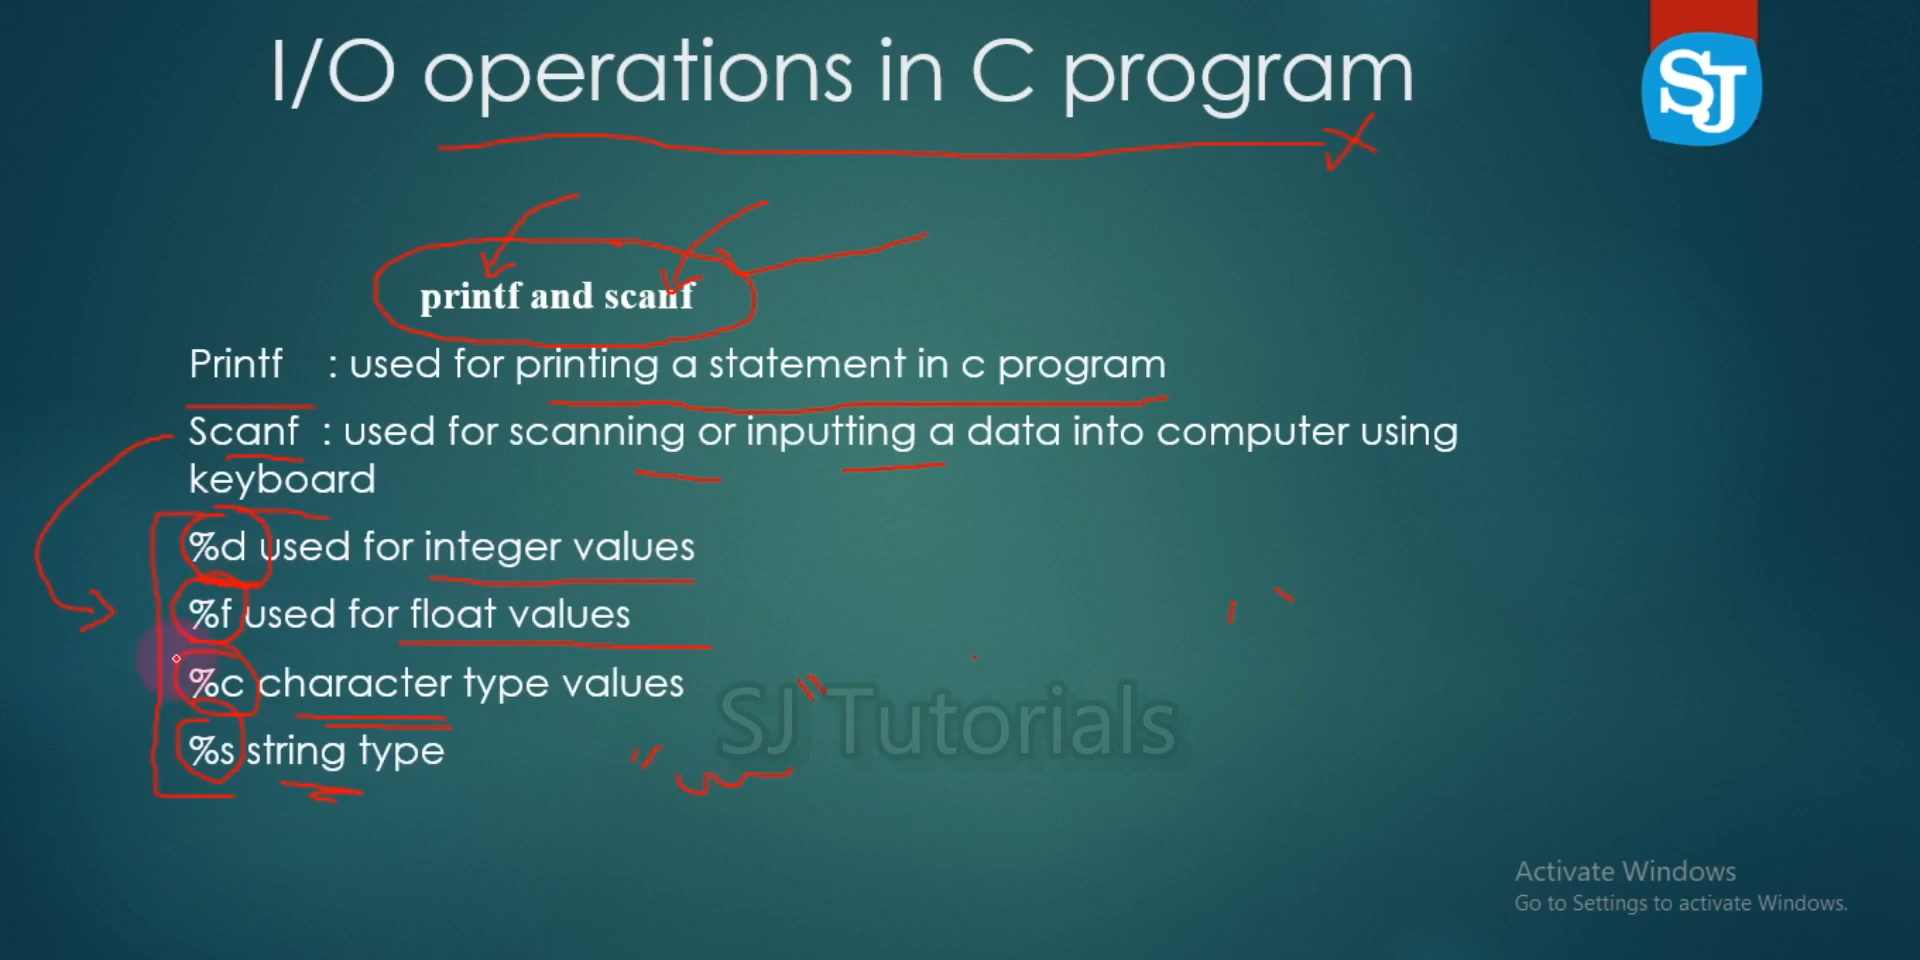 I/O operations in C program
SJ
printf and scanf
Printf : used for printing a statement in c program
Scanf : used for scanning or inputting a data into computer using
keyboard
%d used for integer values
%f used for float values
%c character type values
%s string type
SJ Tutorials
Activate Windows
Go to Settings to activate Windows.